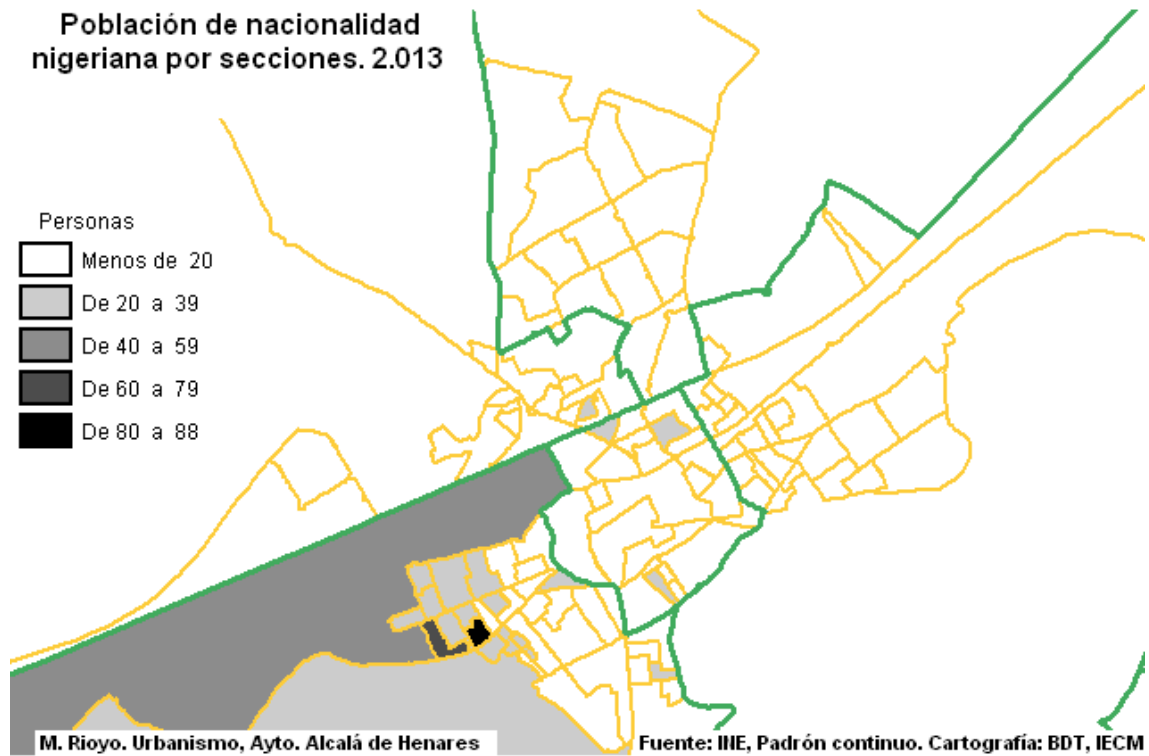 Población de nacionalidad
nigeriana por secciones. 2.013
Personas
Menos de 20
De 20 a 39
De 40 a 59
De 60 a 79
De 80 a 88
M. Rioyo. Urbanismo, Ayto. Alcalá de Henares
Fuente: INE, Padrón continuo. Cartografía: BDT, IECM